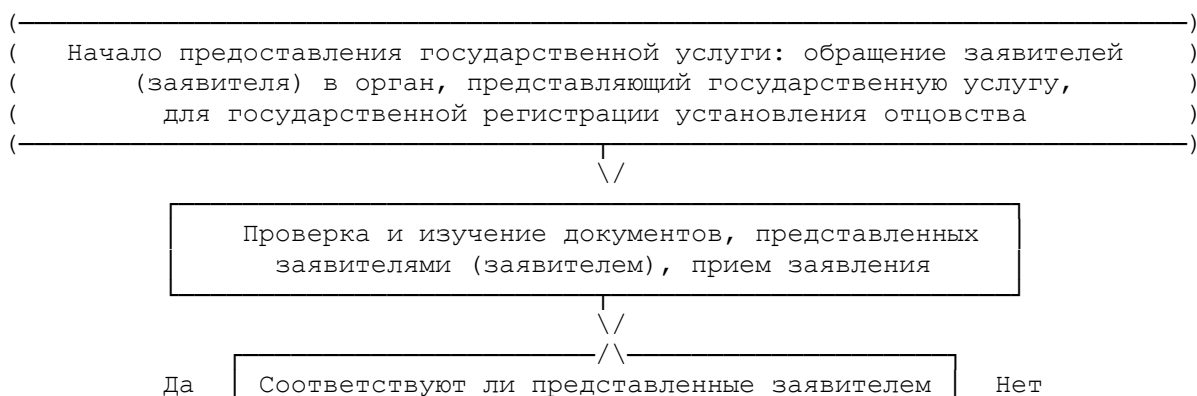 Начало предоставления государственной услуги: обращение заявителей
(заявителя) в орган, представляющий государственную услугу,
для государственной регистрации установления отцовства
Проверка и изучение документов, представленных
заявителями (заявителем), прием заявления
Да Соответствуют ли представленные заявителем Нет